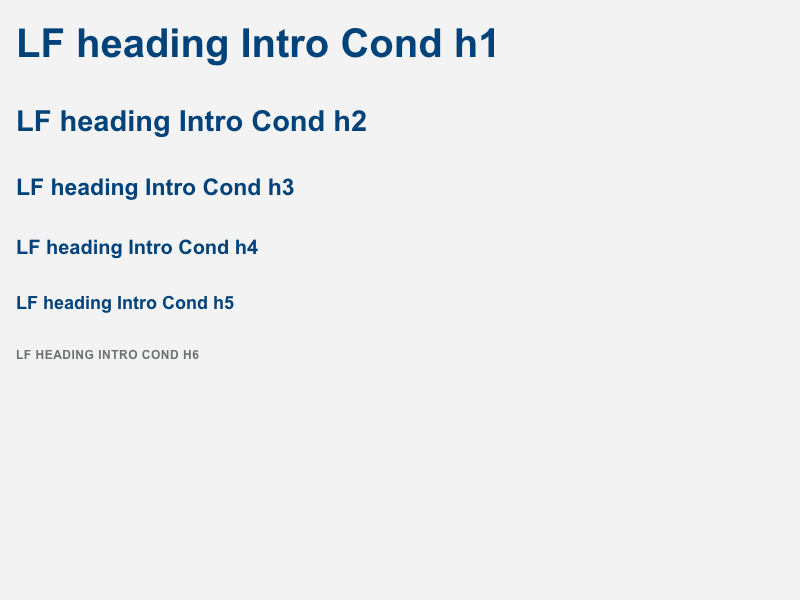 LF heading Intro Cond h1
LF heading Intro Cond h2
LF heading Intro Cond h3
LF heading Intro Cond h4
LF heading Intro Cond h5
LF HEADING INTRO COND H6